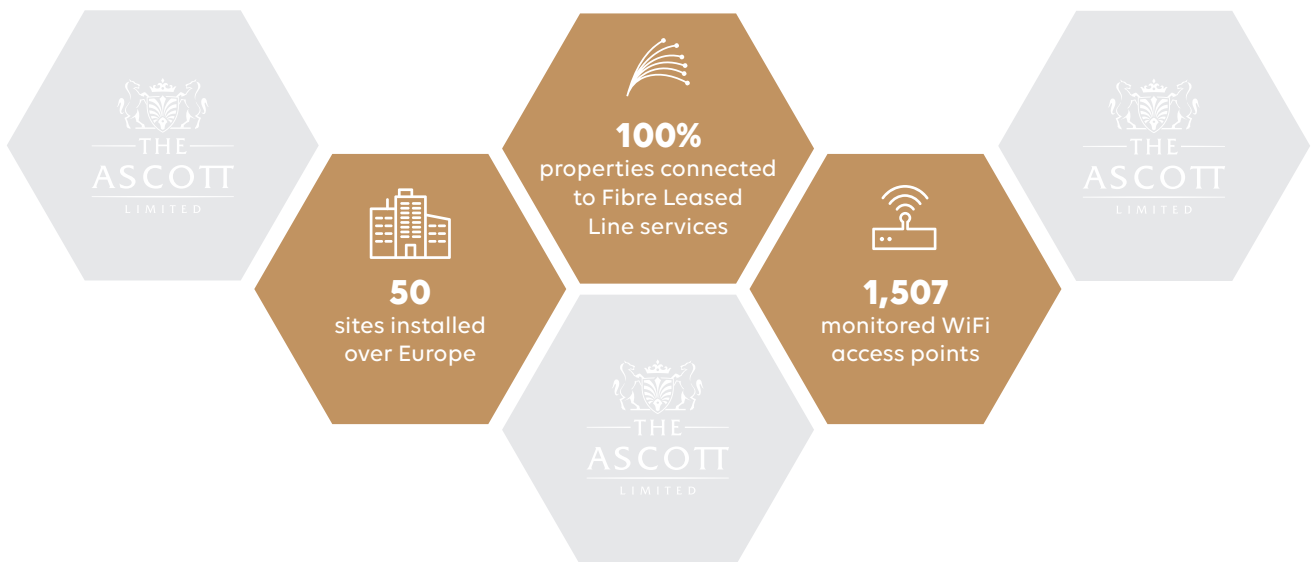 THE
ASCOTT
LIMITED
50
sites installed
over Europe
100%
properties connected
to Fibre Leased
Line services
THE
ASCOTT
LIMITED
1,507
monitored WiFi
access points
THE
ASCOTT
LIMITED